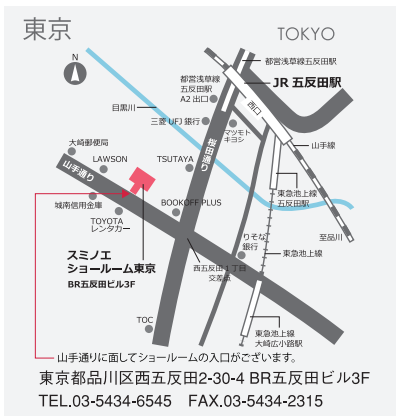 東京
TOKYO
N
都営浅草線五反田駅
都営浅草線
五反田駅
A2出口
JR 五反田駅
目黒川
三菱UFJ銀行
西口
マツモト
キヨシ
桜田通り
山手線
大崎郵便局
LAWSON
TSUTAYA
山手通り
東急池上線
五反田駅
城南信用金庫
TOYOTA
レンタカー
BOOKOFF PLUS
至品川
スミノエ
ショールーム東京
BR五反田ビル3F
りそな
銀行
東急池上線
西五反田1丁目
交差点
TOC
東急池上線
大崎広小路駅
山手通りに面してショールームの入口がございます。
東京都品川区西五反田2-30-4 BR五反田ビル3F
TEL.03-5434-6545 FAX.03-5434-2315